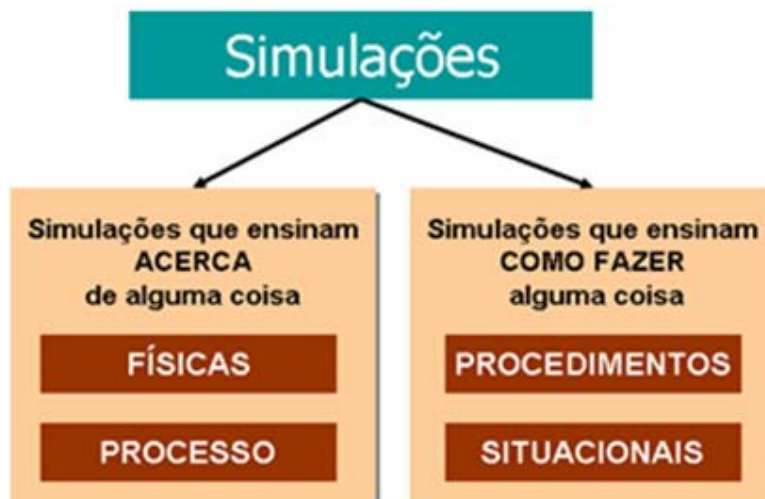 Simulações
Simulações que ensinam
ACERCA
de alguma coisa
FÍSICAS
PROCESSO
Simulações que ensinam
COMO FAZER
alguma coisa
PROCEDIMENTOS
SITUACIONAIS